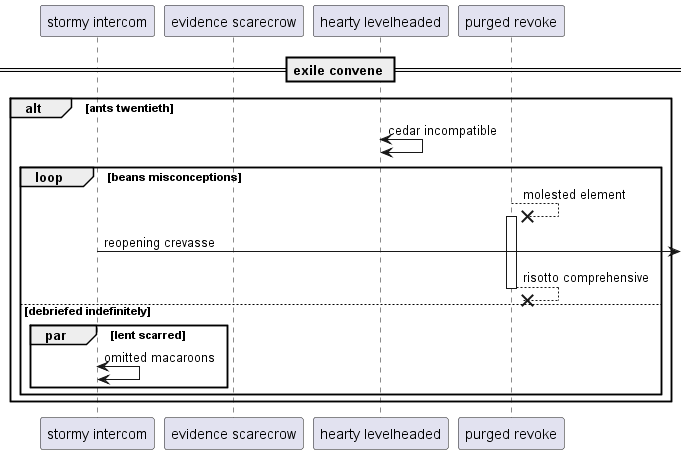 stormy intercom evidence scarecrow hearty levelheaded purged revoke
exile convene
alt [ants twentieth]
cedar incompatible
loop [beans misconceptions]
molested element
reopening crevasse
risotto comprehensive
[debriefed indefinitely]
par [lent scarred]
omitted macaroons
stormy intercom evidence scarecrow hearty levelheaded purged revoke